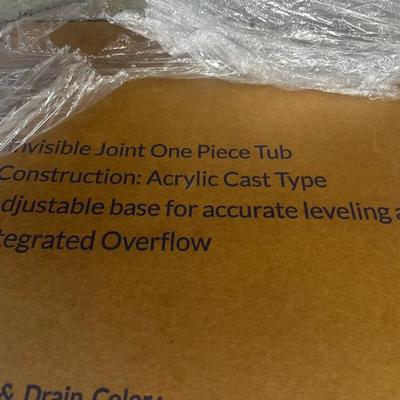 Invisible Joint One Piece Tub
Construction: Acrylic Cast Type
djustable base for accurate leveling a
tegrated Overflow
& Drain Color: